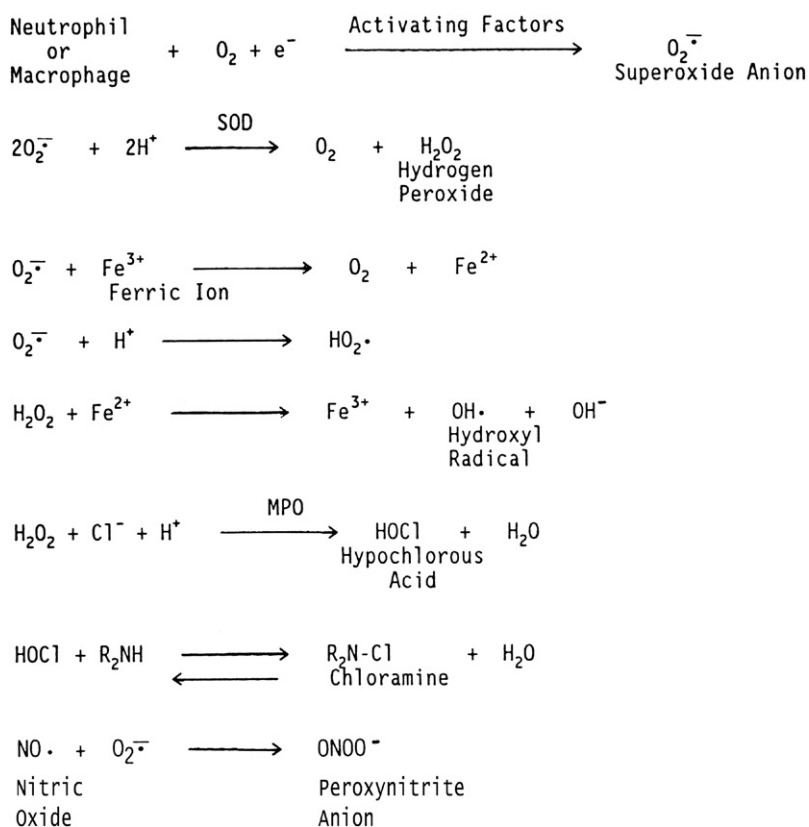 Neutrophil
or
Macrophage + O₂ + e⁻ Activating Factors ⟶ O₂⁻•
Superoxide Anion
2O₂⁻• + 2H⁺ SOD ⟶ O₂ + H₂O₂
Hydrogen
Peroxide
O₂⁻• + Fe³⁺ ⟶ O₂ + Fe²⁺
Ferric Ion
O₂⁻• + H⁺ ⟶ HO₂•
H₂O₂ + Fe²⁺ ⟶ Fe³⁺ + OH• + OH⁻
Hydroxyl
Radical
H₂O₂ + Cl⁻ + H⁺ MPO ⟶ HOCl + H₂O
Hypochlorous
Acid
HOCl + R₂NH ⇄ R₂N-Cl + H₂O
Chloramine
NO• + O₂⁻• ⟶ ONOO⁻
Nitric Peroxynitrite
Oxide Anion